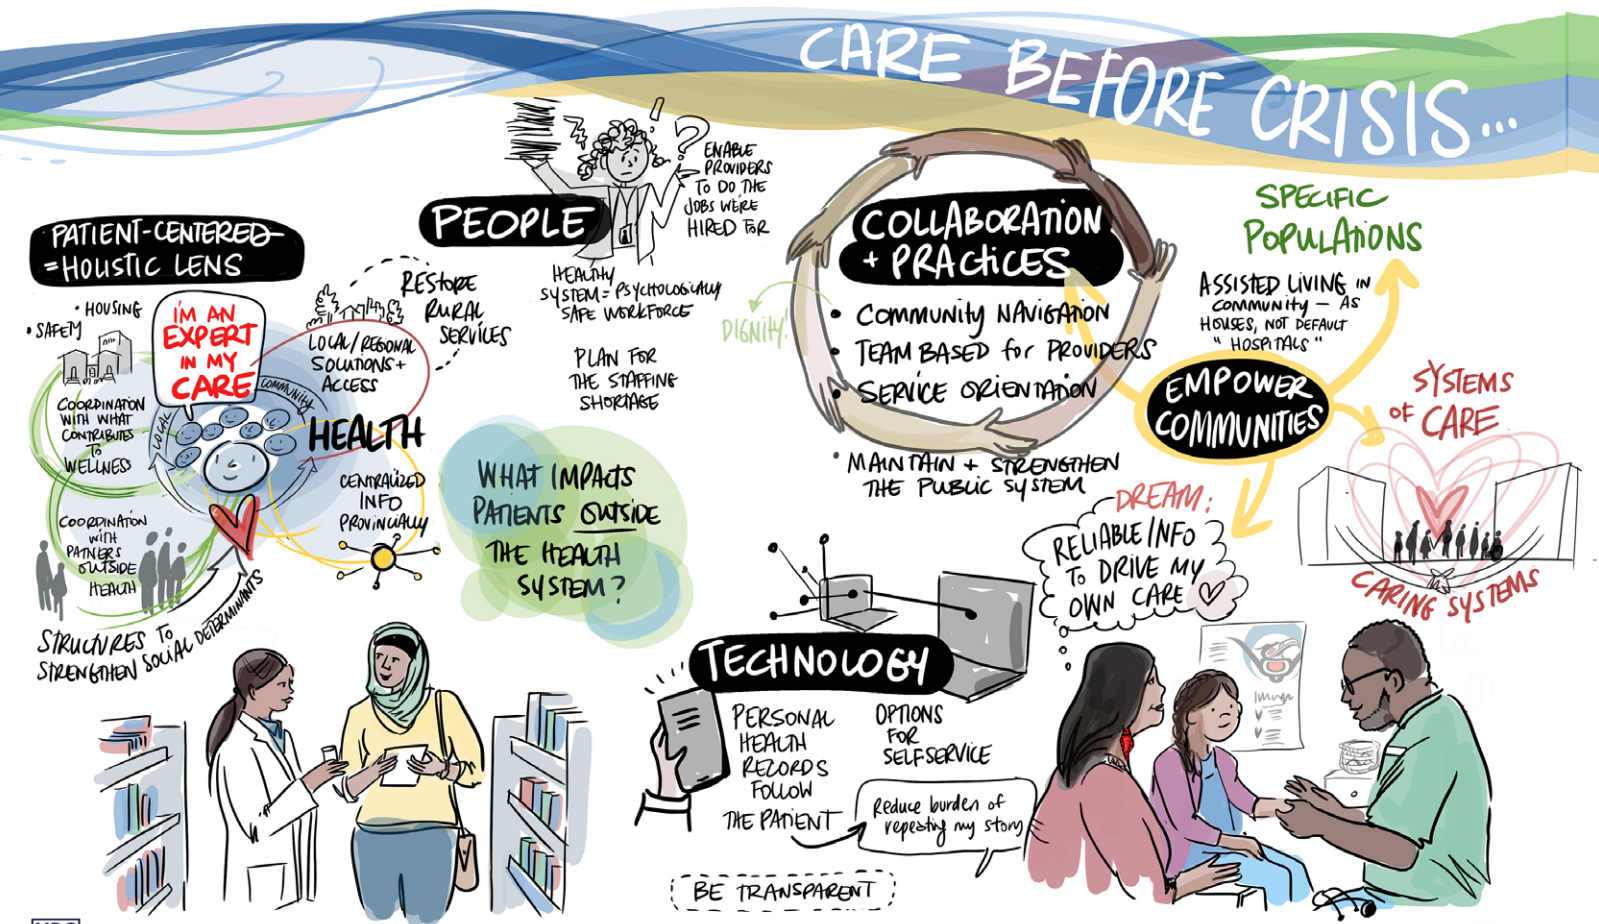 CARE BEFORE CRISIS...
PATIENT-CENTERED
=HOLISTIC LENS
• HOUSING
• SAFETY
I'M AN
EXPERT
IN MY
CARE
COORDINATION
WITH WHAT
CONTRIBUTES
TO
WELLNESS
LOCAL
COMMUNITY
HEALTH
RESTORE
RURAL
SERVICES
LOCAL/REGIONAL
SOLUTIONS+
ACCESS
CENTRALIZED
INFO
PROVINCIALLY
COORDINATION
WITH
PATNERS
OUTSIDE
HEALTH
STRUCTURES TO
STRENGTHEN SOCIAL DETERMINANTS
PEOPLE
! ?
ENABLE
PROVIDERS
TO DO THE
JOBS WE'RE
HIRED FOR
HEALTHY
SYSTEM = PSYCHOLOGICALLY
SAFE WORKFORCE
PLAN FOR
THE STAFFING
SHORTAGE
WHAT IMPACTS
PATIENTS OUTSIDE
THE HEALTH
SYSTEM?
COLLABORATION
+ PRACTICES
DIGNITY!
• COMMUNITY NAVIGATION
• TEAM BASED for PROVIDERS
• SERVICE ORIENTATION
• MAINTAIN + STRENGTHEN
THE PUBLIC SYSTEM
SPECIFIC
POPULATIONS
ASSISTED LIVING IN
COMMUNITY — AS
HOUSES, NOT DEFAULT
"HOSPITALS"
EMPOWER
COMMUNITIES
SYSTEMS
OF CARE
CARING SYSTEMS
DREAM:
RELIABLE INFO
TO DRIVE MY
OWN CARE
TECHNOLOGY
PERSONAL
HEALTH
RECORDS
FOLLOW
THE PATIENT
OPTIONS
FOR
SELFSERVICE
Reduce burden of
repeating my story
BE TRANSPARENT